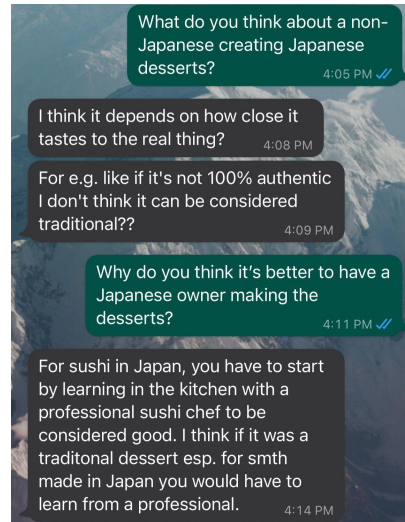 What do you think about a non-
Japanese creating Japanese
desserts?
4:05 PM
I think it depends on how close it
tastes to the real thing?
4:08 PM
For e.g. like if it's not 100% authentic
I don't think it can be considered
traditional??
4:09 PM
Why do you think it's better to have a
Japanese owner making the
desserts?
4:11 PM
For sushi in Japan, you have to start
by learning in the kitchen with a
professional sushi chef to be
considered good. I think if it was a
traditonal dessert esp. for smth
made in Japan you would have to
learn from a professional.
4:14 PM